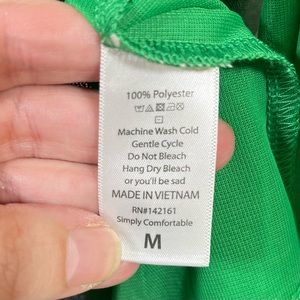 100% Polyester
Machine Wash Cold
Gentle Cycle
Do Not Bleach
Hang Dry Bleach
or you'll be sad
MADE IN VIETNAM
RN#142161
Simply Comfortable
M